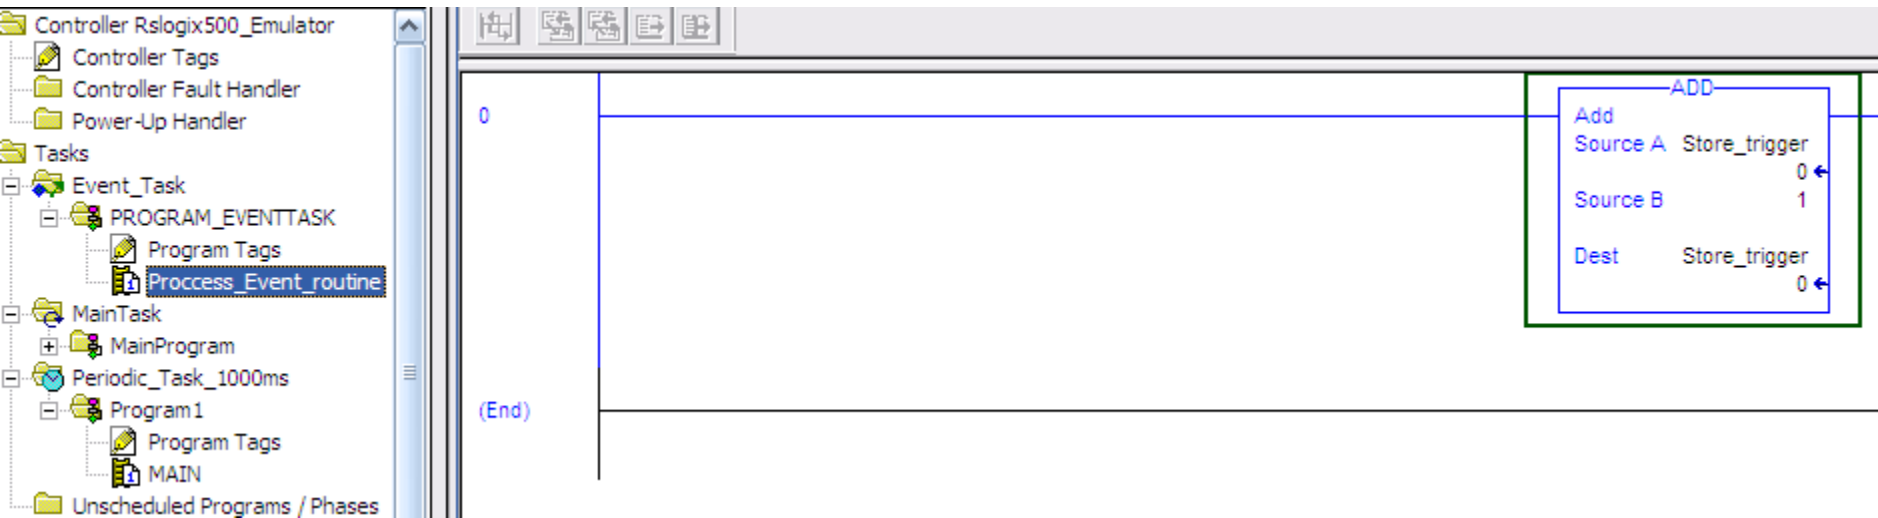 Controller Rslogix500_Emulator
Controller Tags
Controller Fault Handler
Power-Up Handler
Tasks
Event_Task
PROGRAM_EVENTTASK
Program Tags
Proccess_Event_routine
MainTask
MainProgram
Periodic_Task_1000ms
Program1
Program Tags
MAIN
Unscheduled Programs / Phases
0
ADD
Add
Source A Store_trigger
0
Source B 1
Dest Store_trigger
0
(End)